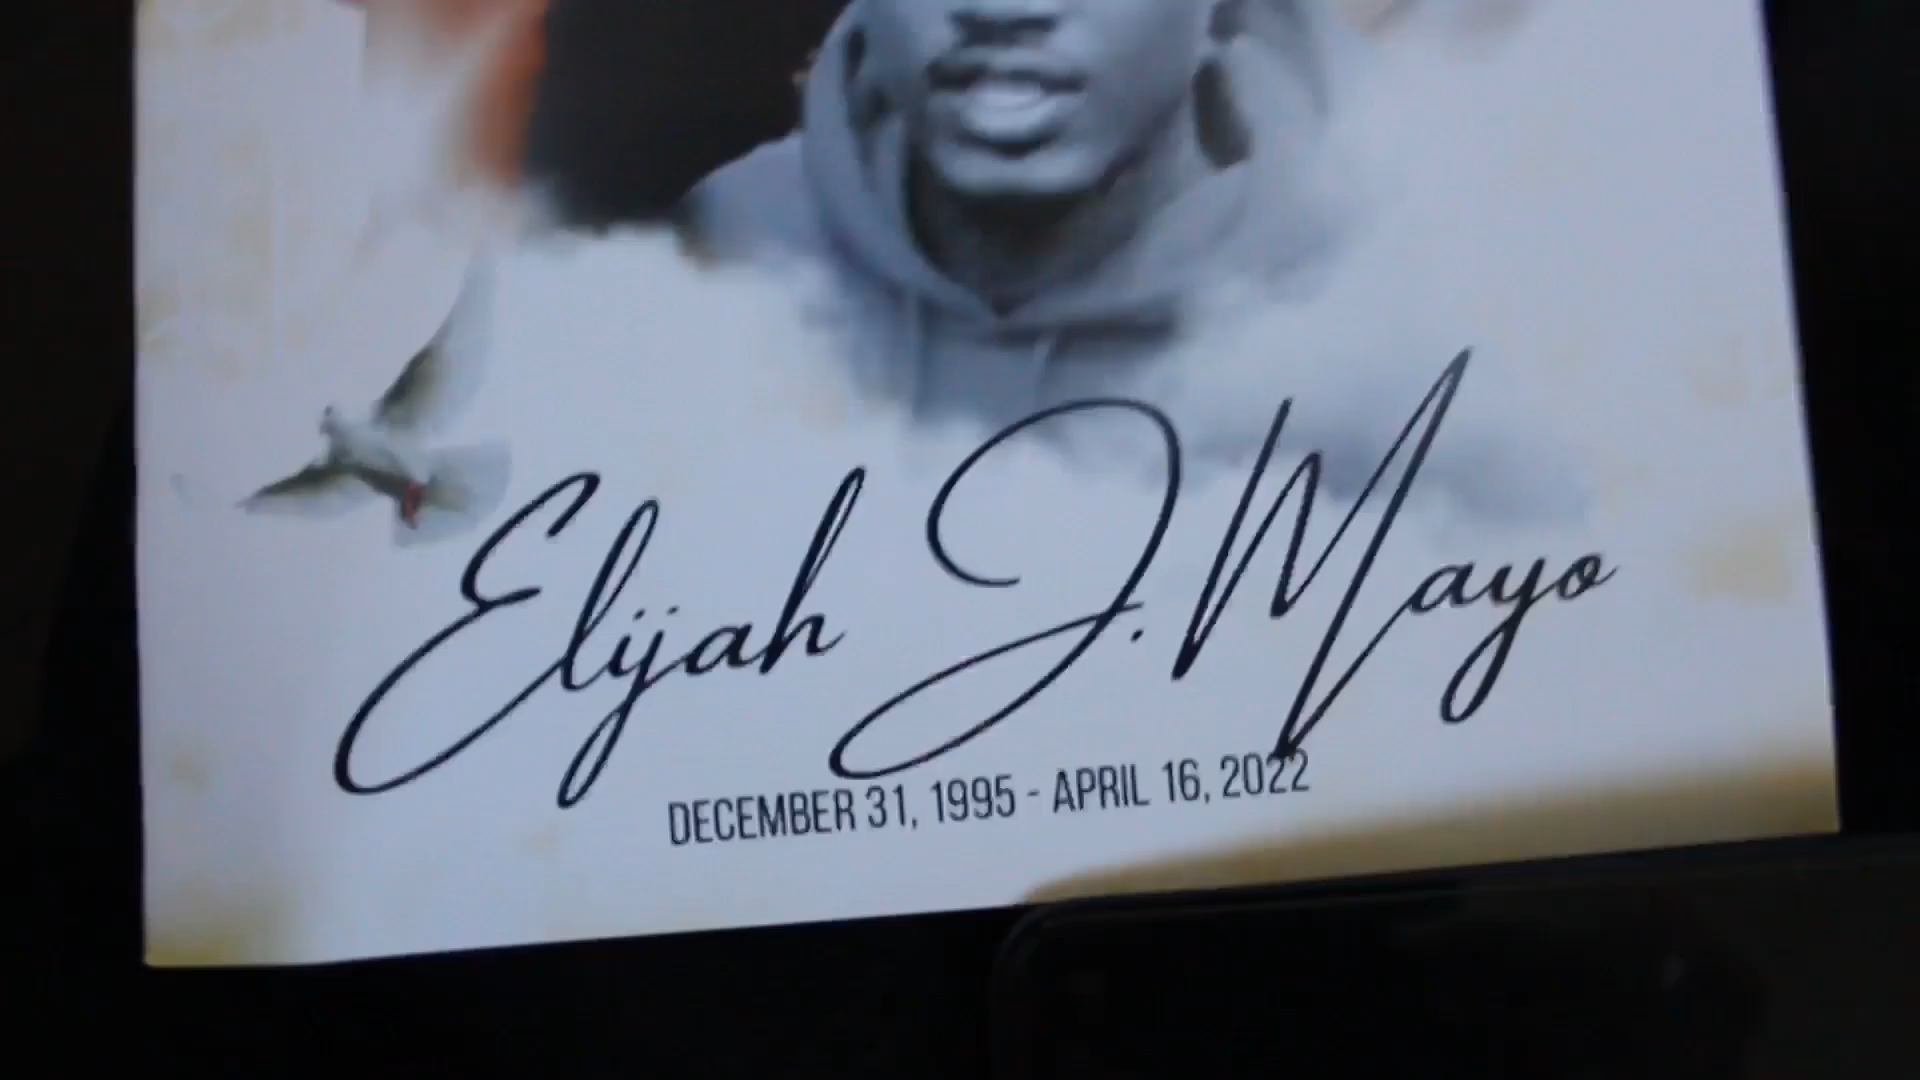 Elijah J. Mayo
DECEMBER 31, 1995 - APRIL 16, 2022